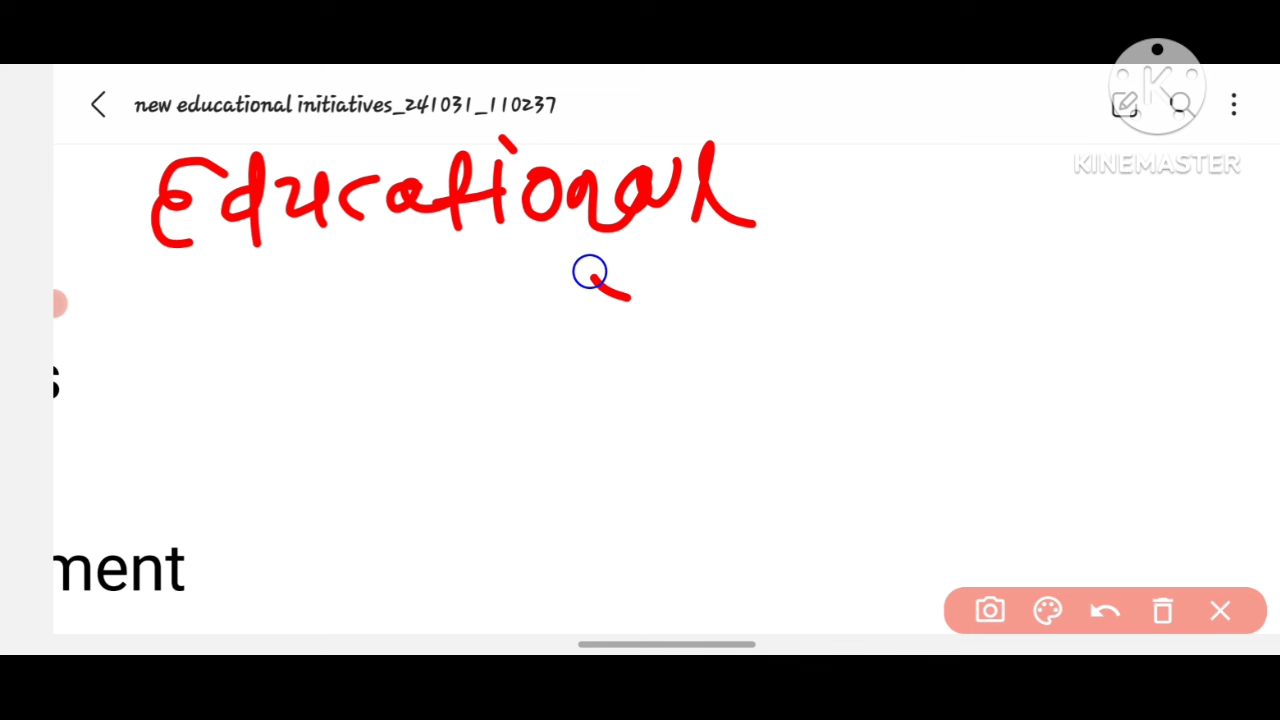 new educational initiatives_241031_110237
KINEMASTER
Educational
s
ment